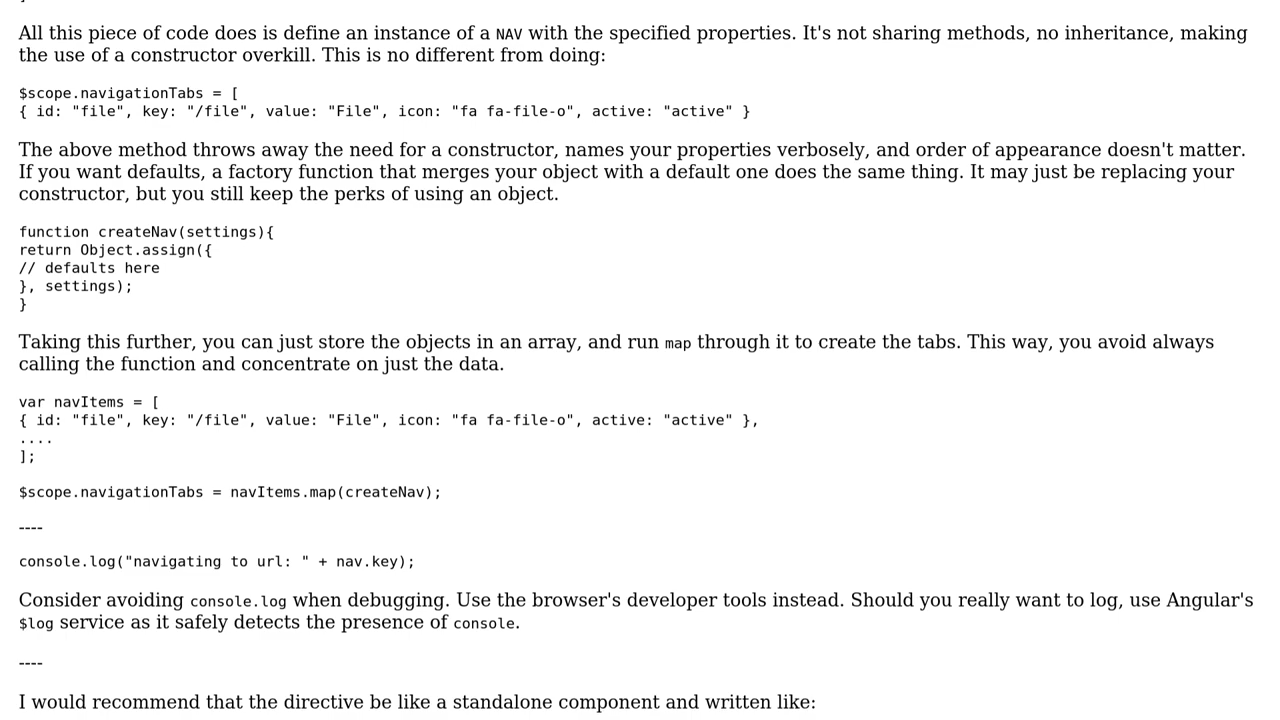 All this piece of code does is define an instance of a NAV with the specified properties. It's not sharing methods, no inheritance, making
the use of a constructor overkill. This is no different from doing:
$scope.navigationTabs = [
{ id: "file", key: "/file", value: "File", icon: "fa fa-file-o", active: "active" }
The above method throws away the need for a constructor, names your properties verbosely, and order of appearance doesn't matter.
If you want defaults, a factory function that merges your object with a default one does the same thing. It may just be replacing your
constructor, but you still keep the perks of using an object.
function createNav(settings){
return Object.assign({
// defaults here
}, settings);
}
Taking this further, you can just store the objects in an array, and run map through it to create the tabs. This way, you avoid always
calling the function and concentrate on just the data.
var navItems = [
{ id: "file", key: "/file", value: "File", icon: "fa fa-file-o", active: "active" },
....
];
$scope.navigationTabs = navItems.map(createNav);
----
console.log("navigating to url: " + nav.key);
Consider avoiding console.log when debugging. Use the browser's developer tools instead. Should you really want to log, use Angular's
$log service as it safely detects the presence of console.
----
I would recommend that the directive be like a standalone component and written like: